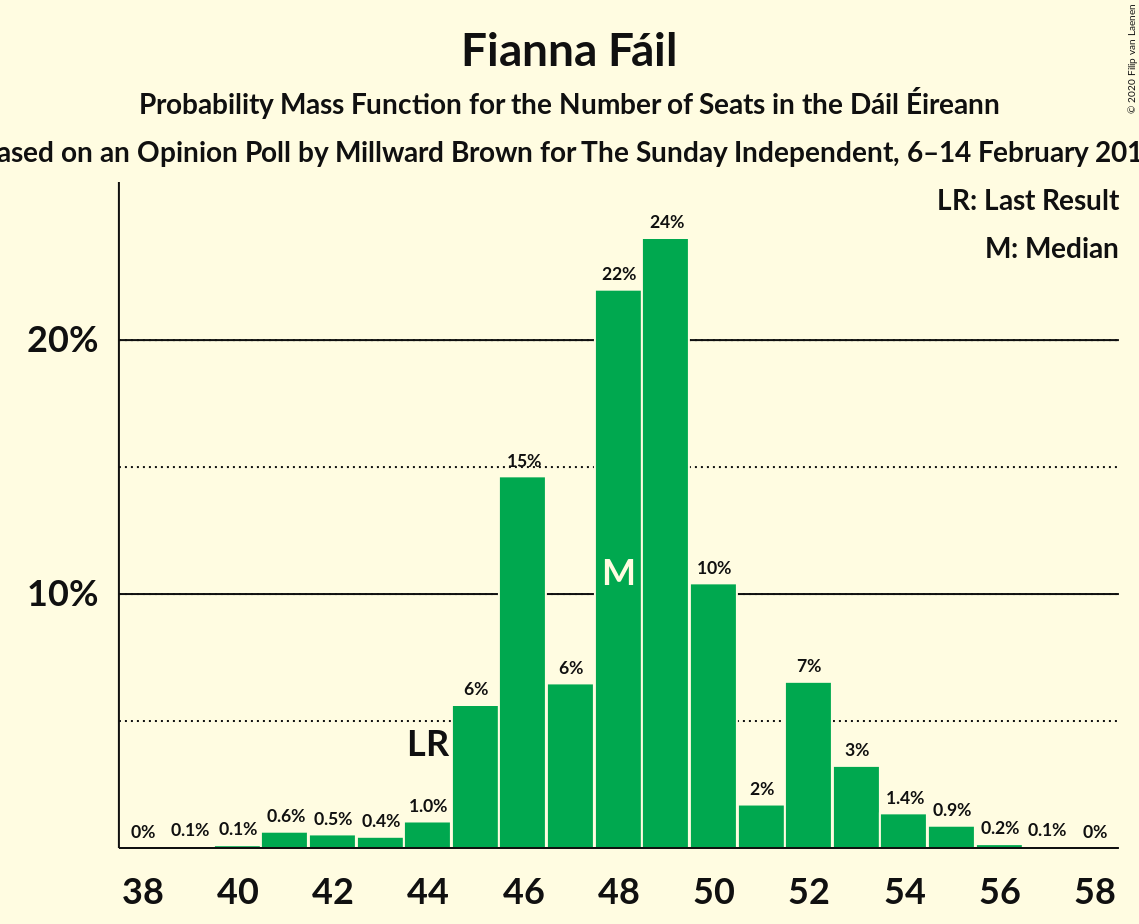 Fianna Fáil
Probability Mass Function for the Number of Seats in the Dáil Éireann
ased on an Opinion Poll by Millward Brown for The Sunday Independent, 6–14 February 201
© 2020 Filip van Laenen
LR: Last Result
M: Median
20%
10%
0%
0.1%
0.1%
0.6%
0.5%
0.4%
1.0%
LR
6%
15%
6%
22%
M
24%
10%
2%
7%
3%
1.4%
0.9%
0.2%
0.1%
0%
38 40 42 44 46 48 50 52 54 56 58